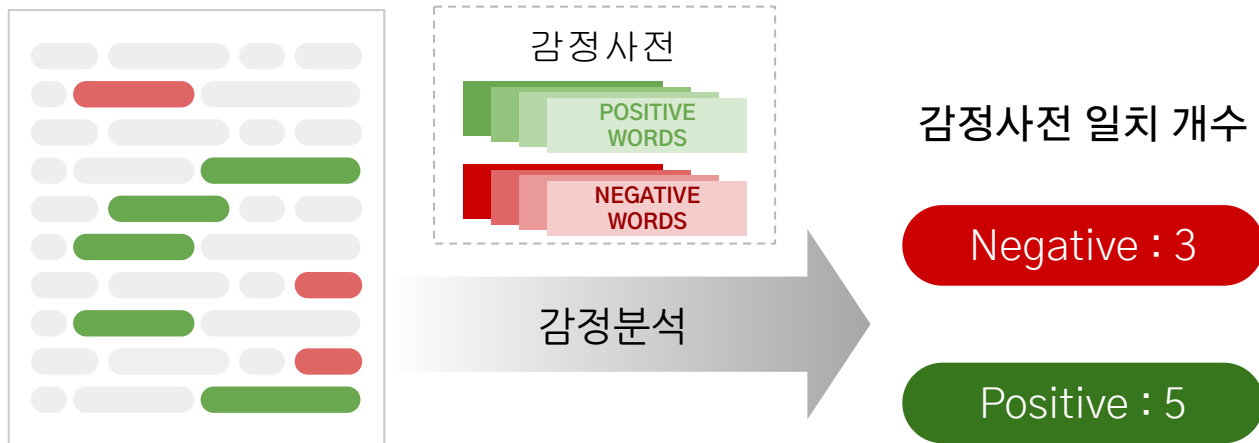 감정사전
POSITIVE
WORDS
NEGATIVE
WORDS
감정분석
감정사전 일치 개수
Negative : 3
Positive : 5